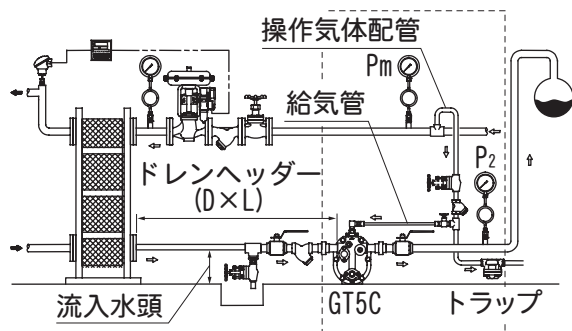 操作気体配管
Pm
給気管
P₂
ドレンヘッダー
(D×L)
流入水頭
GT5C
トラップ